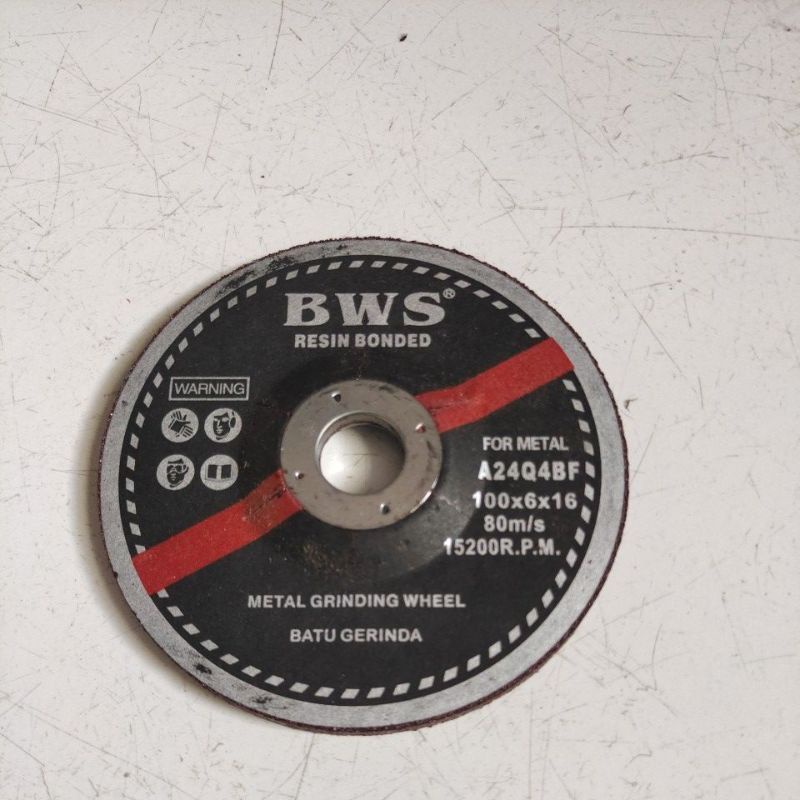 BWS®
RESIN BONDED
WARNING
FOR METAL
A24Q4BF
100x6x16
80m/s
15200R.P.M.
METAL GRINDING WHEEL
BATU GERINDA